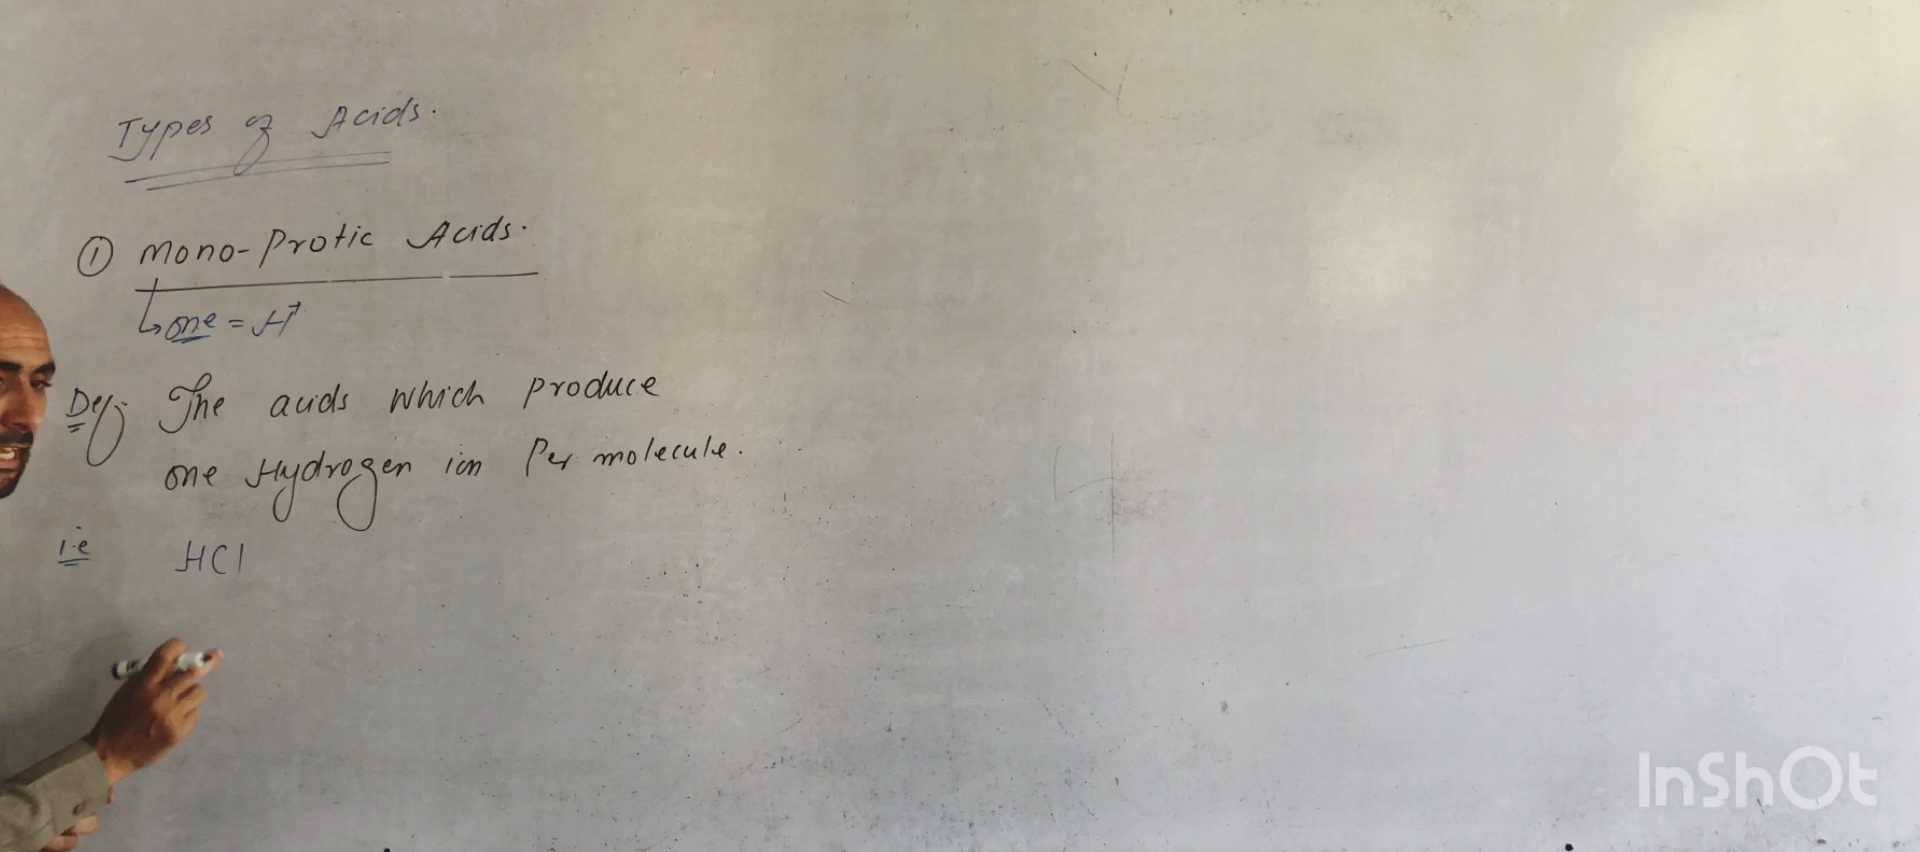 Types of Acids.
① Mono-Protic Acids.
↳ one = H⁺
Def:- The acids which produce
one Hydrogen ion Per molecule.
i.e HCl
InShOt